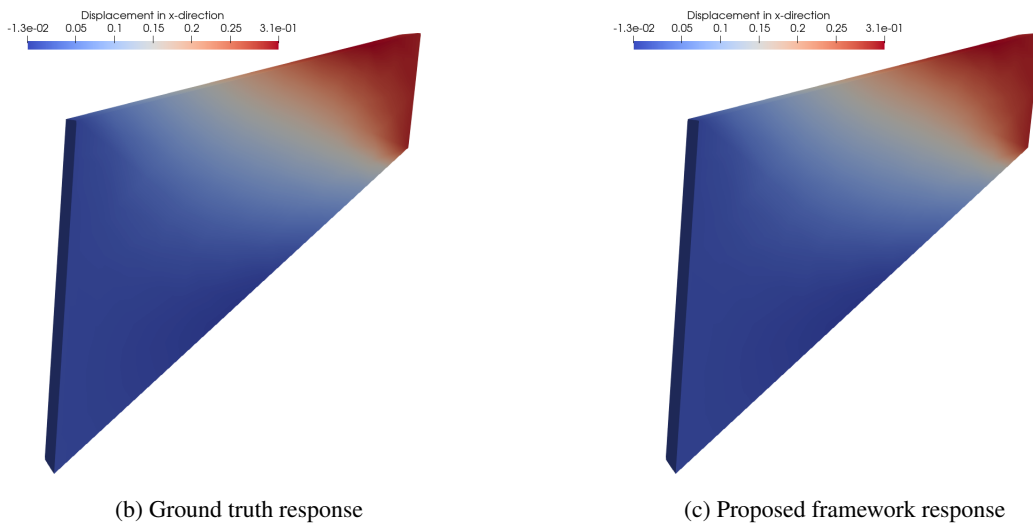 Displacement in x-direction
-1.3e-02 0.05 0.1 0.15 0.2 0.25 3.1e-01
(b) Ground truth response
Displacement in x-direction
-1.3e-02 0.05 0.1 0.15 0.2 0.25 3.1e-01
(c) Proposed framework response